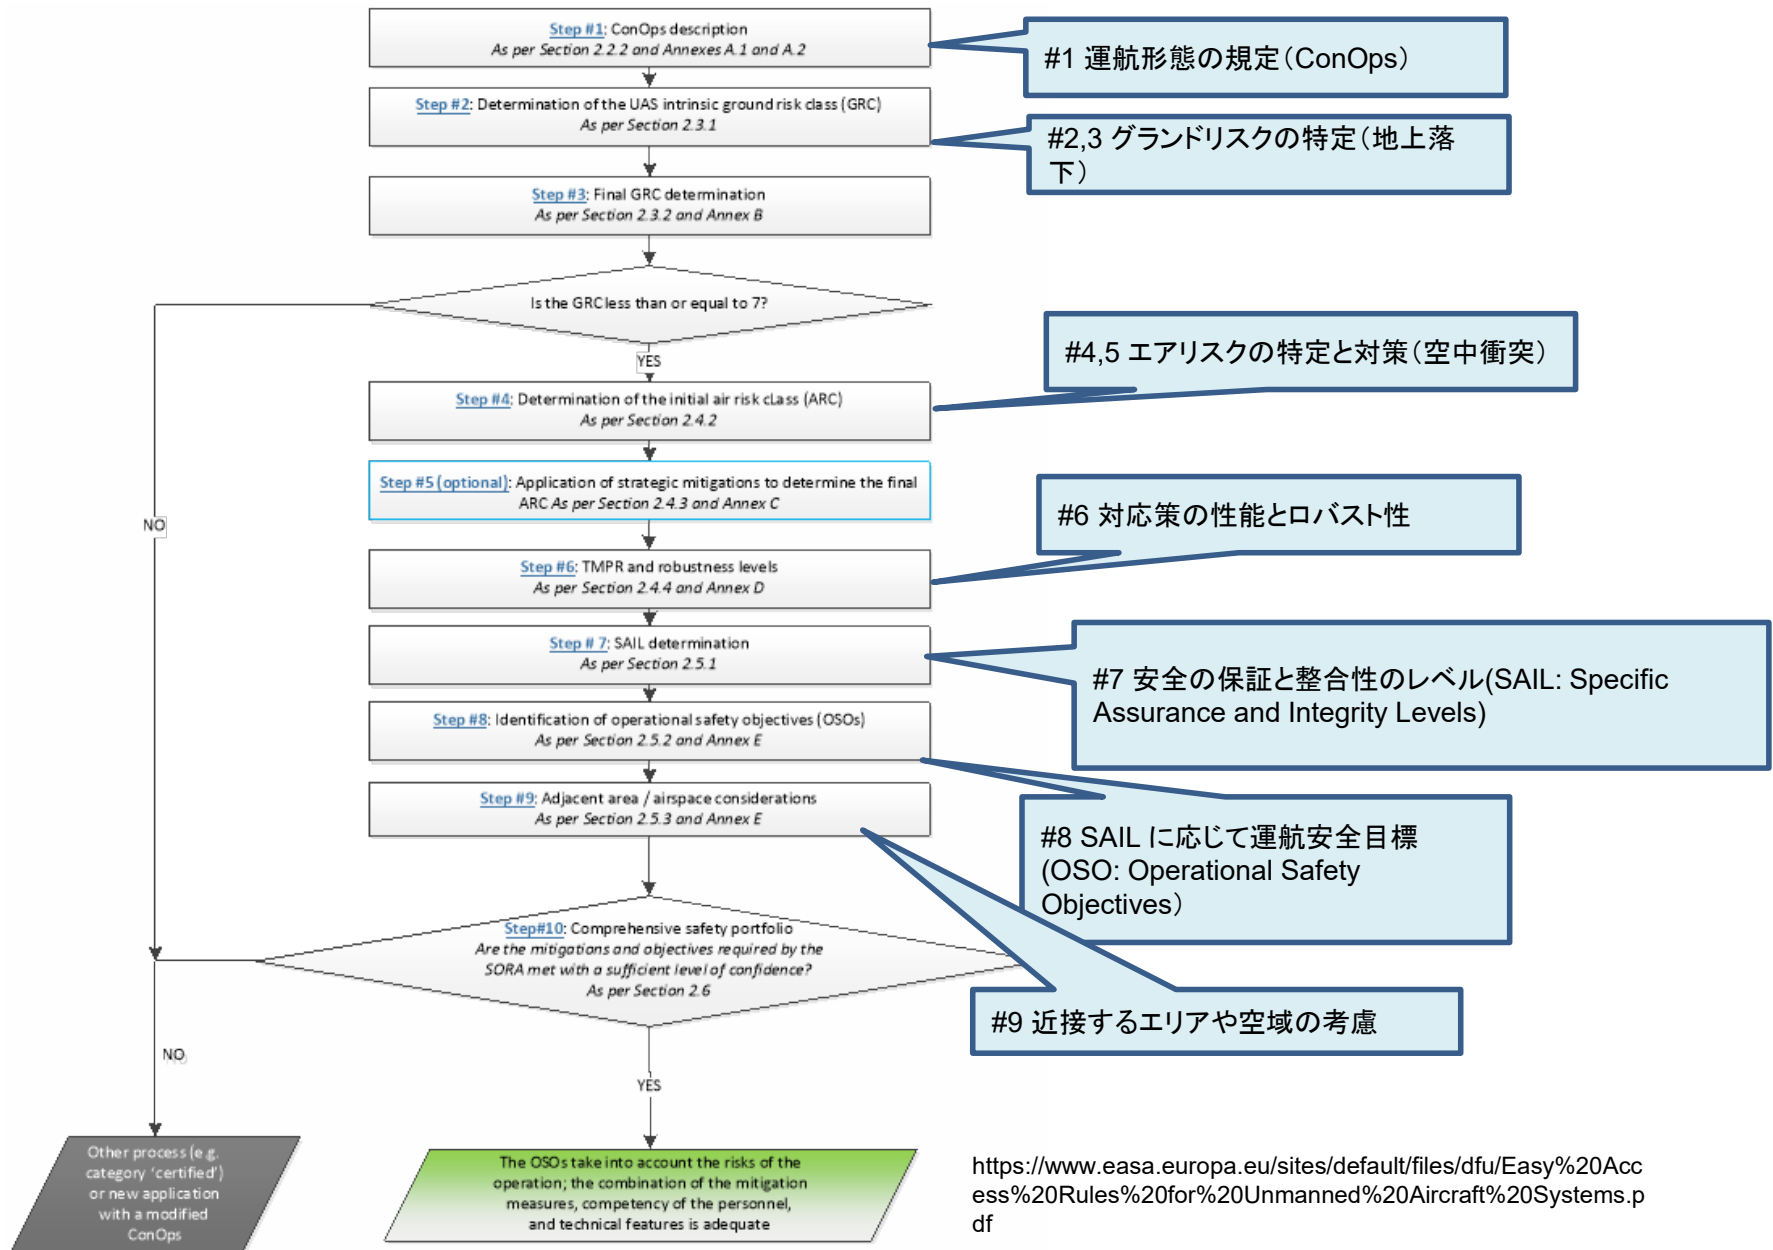 Step #1: ConOps description
As per Section 2.2.2 and Annexes A.1 and A.2
#1 運航形態の規定（ConOps）
Step #2: Determination of the UAS intrinsic ground risk class (GRC)
As per Section 2.3.1
#2,3 グランドリスクの特定（地上落
下）
Step #3: Final GRC determination
As per Section 2.3.2 and Annex B
Is the GRC less than or equal to 7?
YES
#4,5 エアリスクの特定と対策（空中衝突）
Step #4: Determination of the initial air risk cLass (ARC)
As per Section 2.4.2
Step #5 (optional): Application of strategic mitigations to determine the final
ARC As per Section 2.4.3 and Annex C
NO
#6 対応策の性能とロバスト性
Step #6: TMPR and robustness levels
As per Section 2.4.4 and Annex D
Step # 7: SAIL determination
As per Section 2.5.1
#7 安全の保証と整合性のレベル(SAIL: Specific
Assurance and Integrity Levels)
Step #8: Identification of operational safety objectives (OSOs)
As per Section 2.5.2 and Annex E
Step #9: Adjacent area / airspace considerations
As per Section 2.5.3 and Annex E
#8 SAIL に応じて運航安全目標
(OSO: Operational Safety
Objectives）
Step#10: Comprehensive safety portfolio
Are the mitigations and objectives required by the
SORA met with a sufficient level of confidence?
As per Section 2.6
#9 近接するエリアや空域の考慮
NO
YES
Other process (e.g.
category ‘certified’)
or new application
with a modified
ConOps
The OSOs take into account the risks of the
operation; the combination of the mitigation
measures, competency of the personnel,
and technical features is adequate
https://www.easa.europa.eu/sites/default/files/dfu/Easy%20Acc
ess%20Rules%20for%20Unmanned%20Aircraft%20Systems.p
df